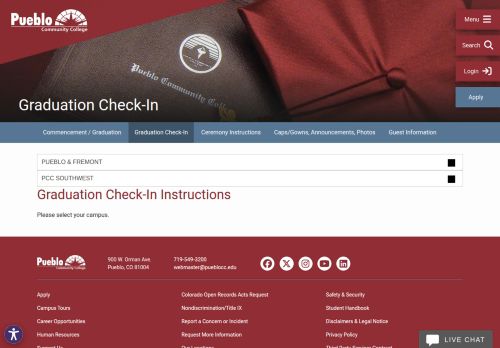 Pueblo
Community College
Menu
Search
Login
Apply
Pueblo Community College
Graduation Check-In
Commencement / Graduation
Graduation Check-In
Ceremony Instructions
Caps/Gowns, Announcements, Photos
Guest Information
PUEBLO & FREMONT
PCC SOUTHWEST
Graduation Check-In Instructions
Please select your campus.
Pueblo
Community College
900 W. Orman Ave.
Pueblo, CO 81004
719-549-3200
webmaster@pueblocc.edu
Apply
Colorado Open Records Acts Request
Safety & Security
Campus Tours
Nondiscrimination/Title IX
Student Handbook
Career Opportunities
Report a Concern or Incident
Disclaimers & Legal Notice
Human Resources
Request More Information
Privacy Policy
LIVE CHAT